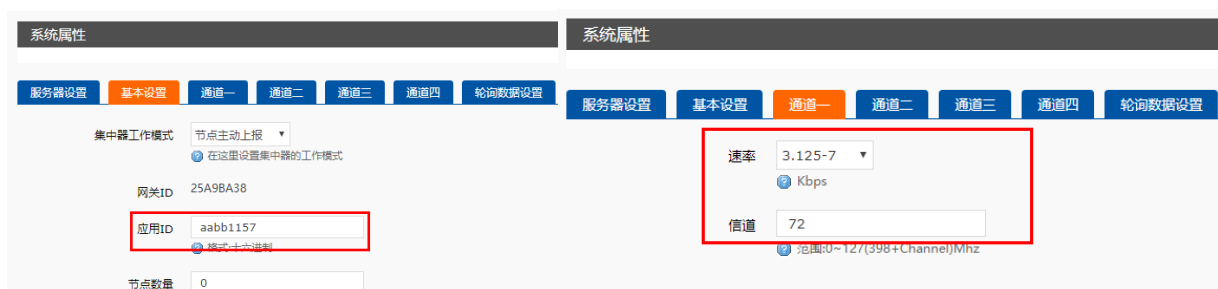 系统属性
服务器设置 基本设置 通道一 通道二 通道三 通道四 轮询数据设置
集中器工作模式 节点主动上报
在这里设置集中器的工作模式
网关ID 25A9BA38
应用ID aabb1157
格式:十六进制
节点数量 0
系统属性
服务器设置 基本设置 通道一 通道二 通道三 通道四 轮询数据设置
速率 3.125-7
Kbps
信道 72
范围:0~127(398+Channel)Mhz